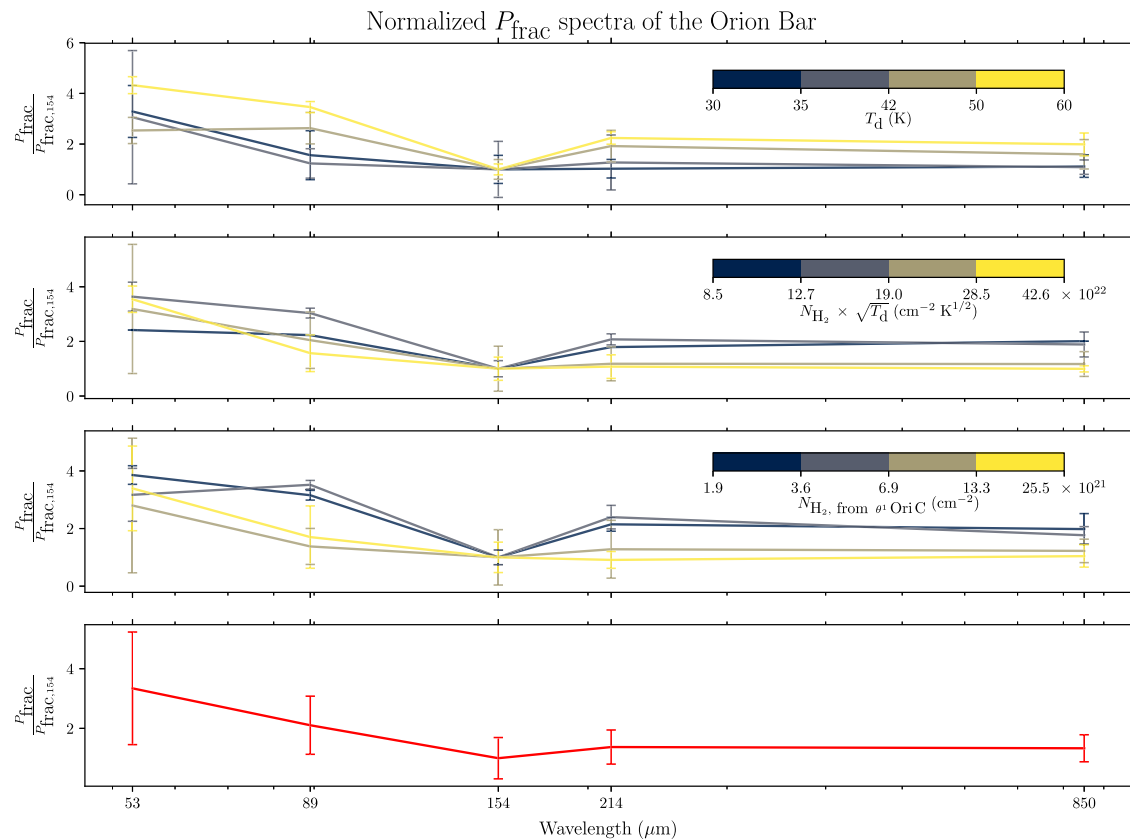 Normalized P_frac spectra of the Orion Bar
P_frac / P_frac,154
6
4
2
0
30 35 42 50 60
T_d (K)
P_frac / P_frac,154
4
2
0
8.5 12.7 19.0 28.5 42.6 × 10^22
N_H₂ × √T_d (cm^−2 K^1/2)
P_frac / P_frac,154
4
2
0
1.9 3.6 6.9 13.3 25.5 × 10^21
N_H₂, from θ¹ Ori C (cm^−2)
P_frac / P_frac,154
4
2
53 89 154 214 850
Wavelength (μm)